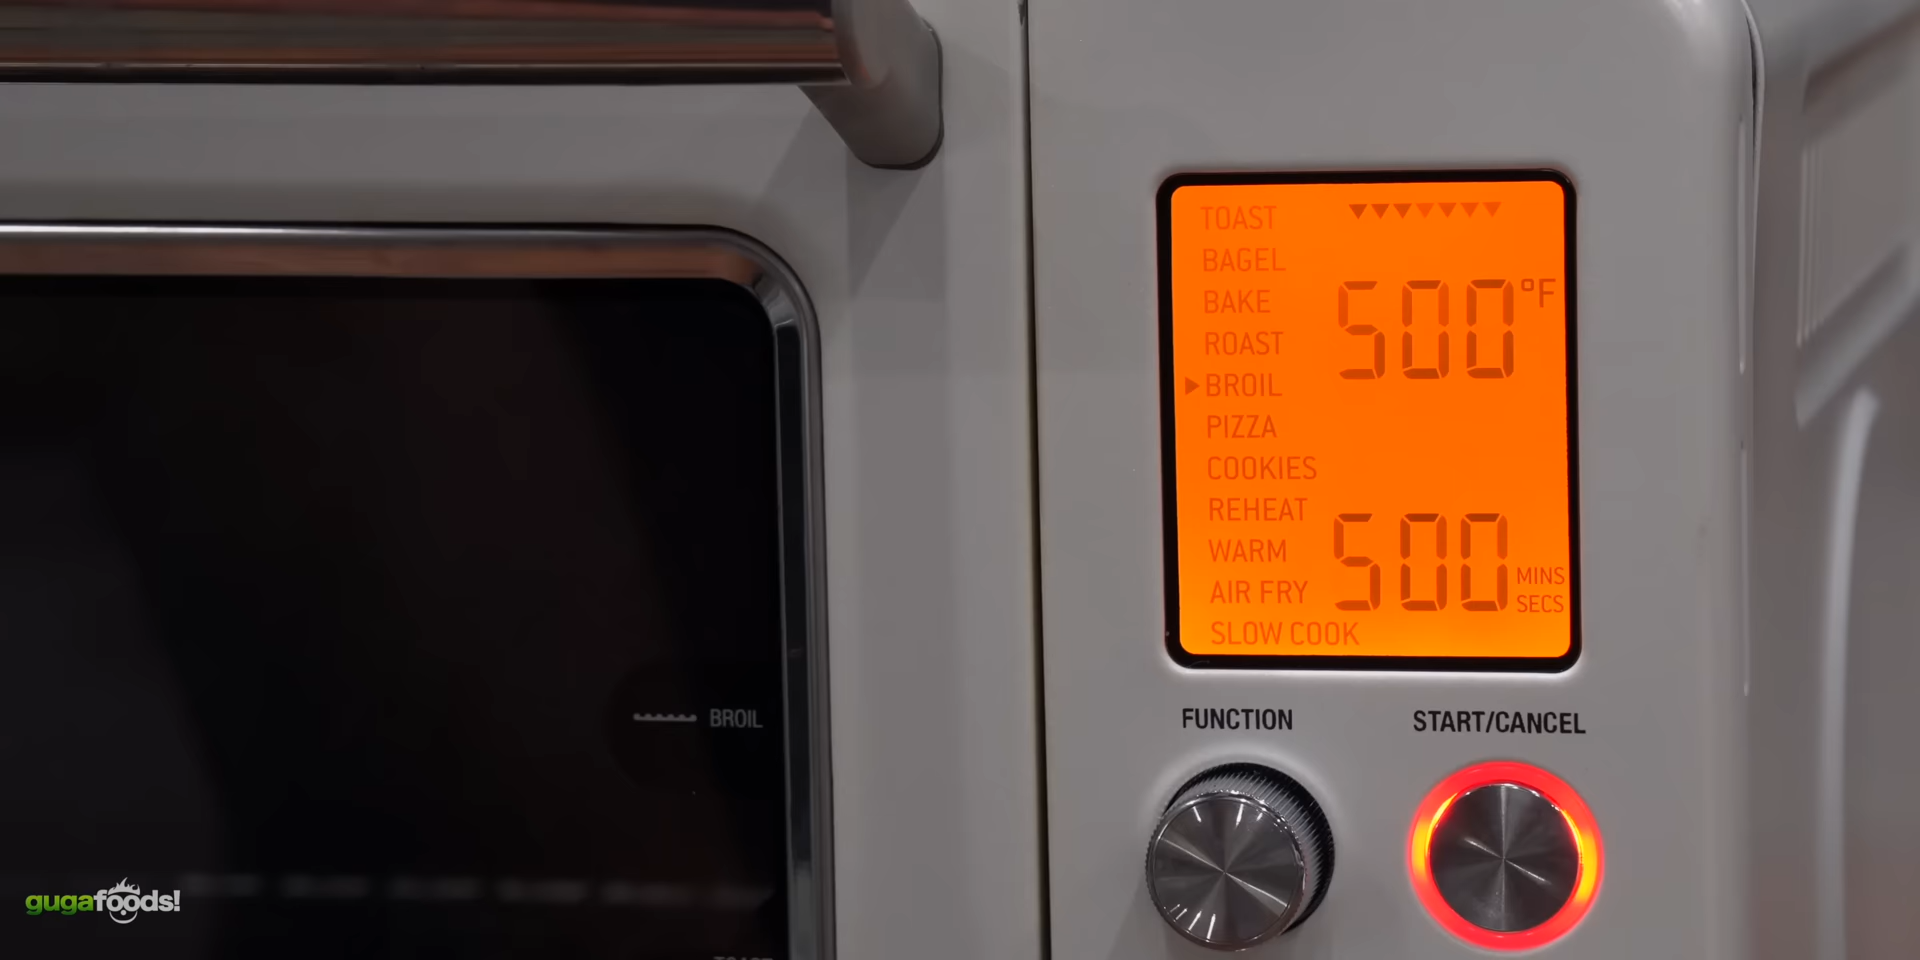 TOAST
BAGEL
BAKE
ROAST
BROIL
PIZZA
COOKIES
REHEAT
WARM
AIR FRY
SLOW COOK
500°F
500 MINS SECS
FUNCTION
START/CANCEL
BROIL
gugafoods!